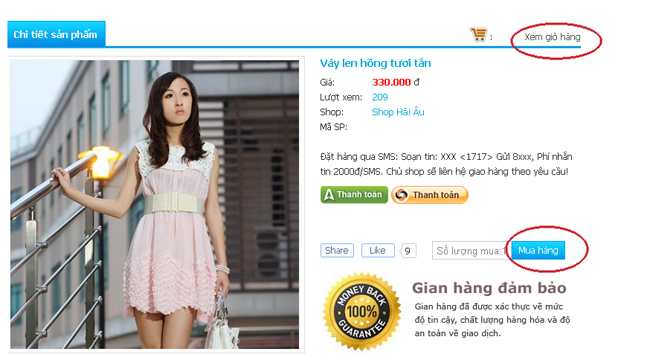 Chi tiết sản phẩm
:
Xem giỏ hàng
Váy len hồng tươi tắn
Giá: 330.000 đ
Lượt xem: 209
Shop: Shop Hải Âu
Mã SP:
Đặt hàng qua SMS: Soạn tin: XXX <1717> Gửi 8xxx, Phí nhắn
tin 2000đ/SMS. Chủ shop sẽ liên hệ giao hàng theo yêu cầu!
Thanh toán
Thanh toán
Share
Like
9
Số lượng mua:
Mua hàng
MONEY BACK
100%
GUARANTEE
Gian hàng đảm bảo
Gian hàng đã được xác thực về mức
độ tin cậy, chất lượng hàng hóa và độ
an toàn về giao dịch.